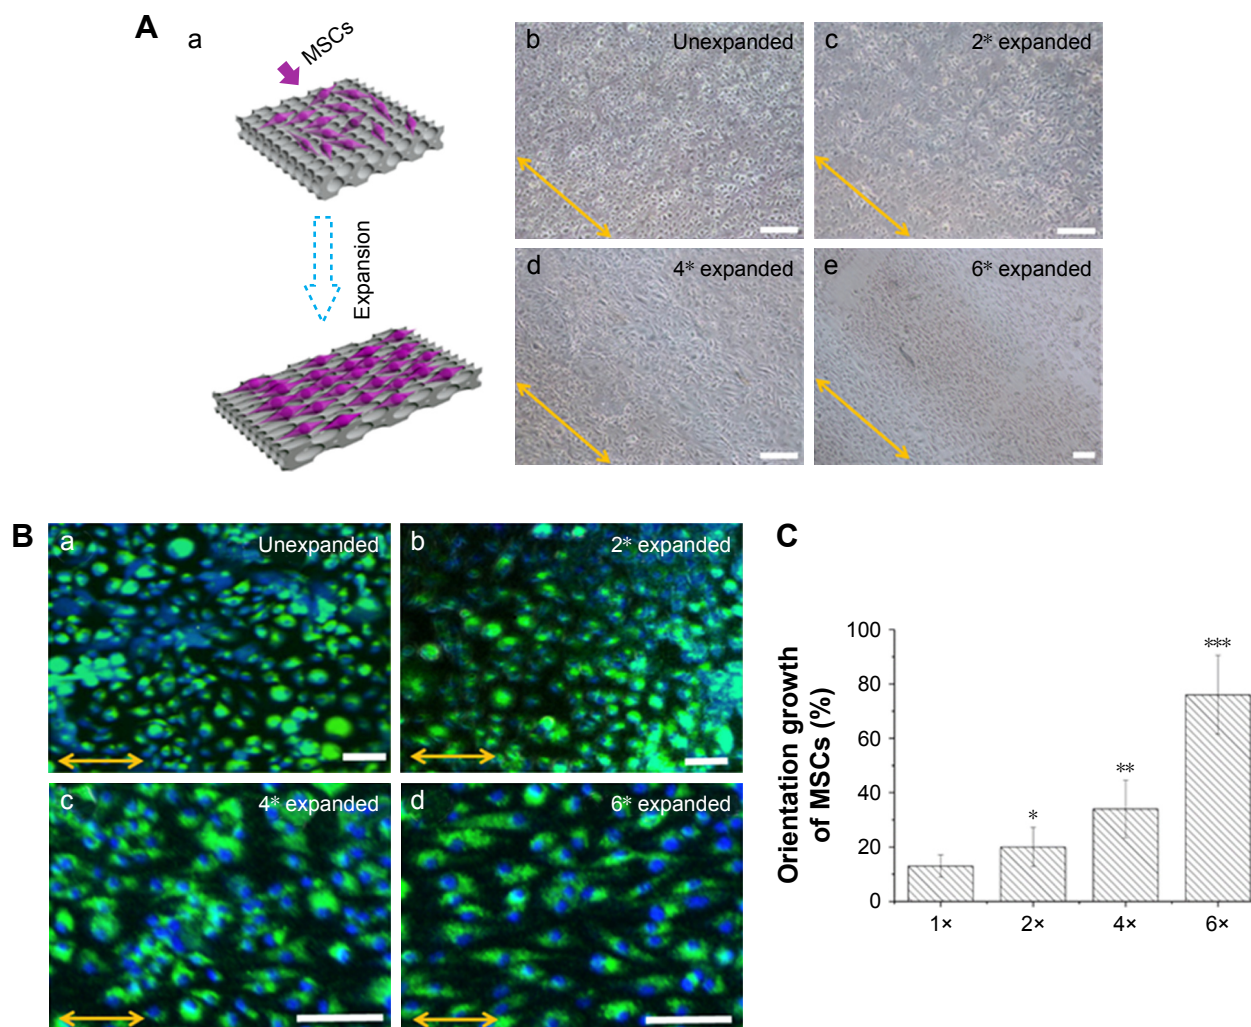 A
a
MSCs
Expansion
b
Unexpanded
c
2* expanded
d
4* expanded
e
6* expanded
B
a
Unexpanded
b
2* expanded
c
4* expanded
d
6* expanded
C
Orientation growth
of MSCs (%)
100
80
60
40
20
0
*
**
***
1×
2×
4×
6×